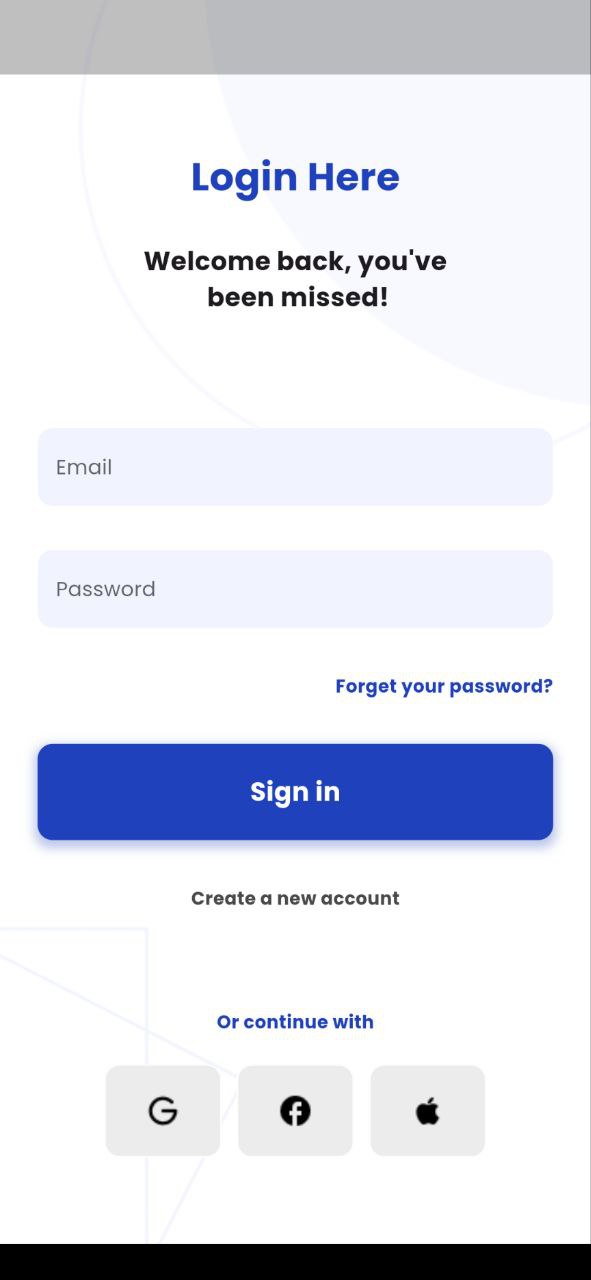 Login Here
Welcome back, you've
been missed!
Email
Password
Forget your password?
Sign in
Create a new account
Or continue with